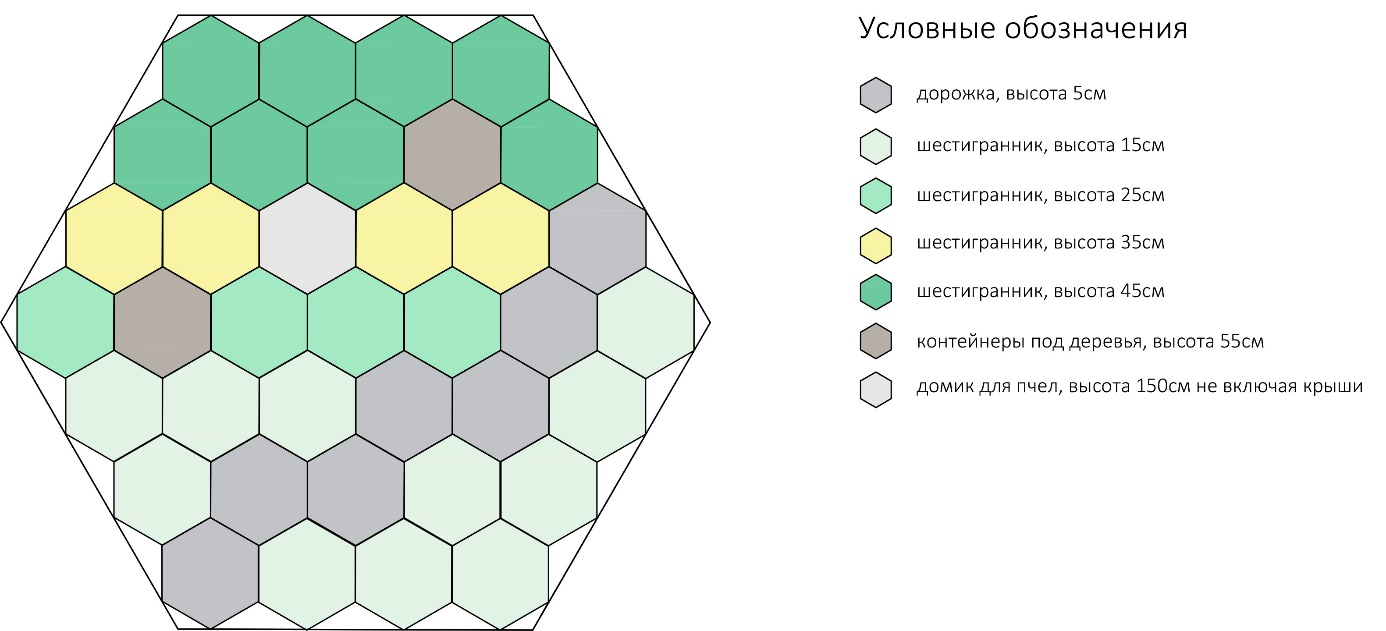 Условные обозначения
дорожка, высота 5см
шестигранник, высота 15см
шестигранник, высота 25см
шестигранник, высота 35см
шестигранник, высота 45см
контейнеры под деревья, высота 55см
домик для пчел, высота 150см не включая крыши